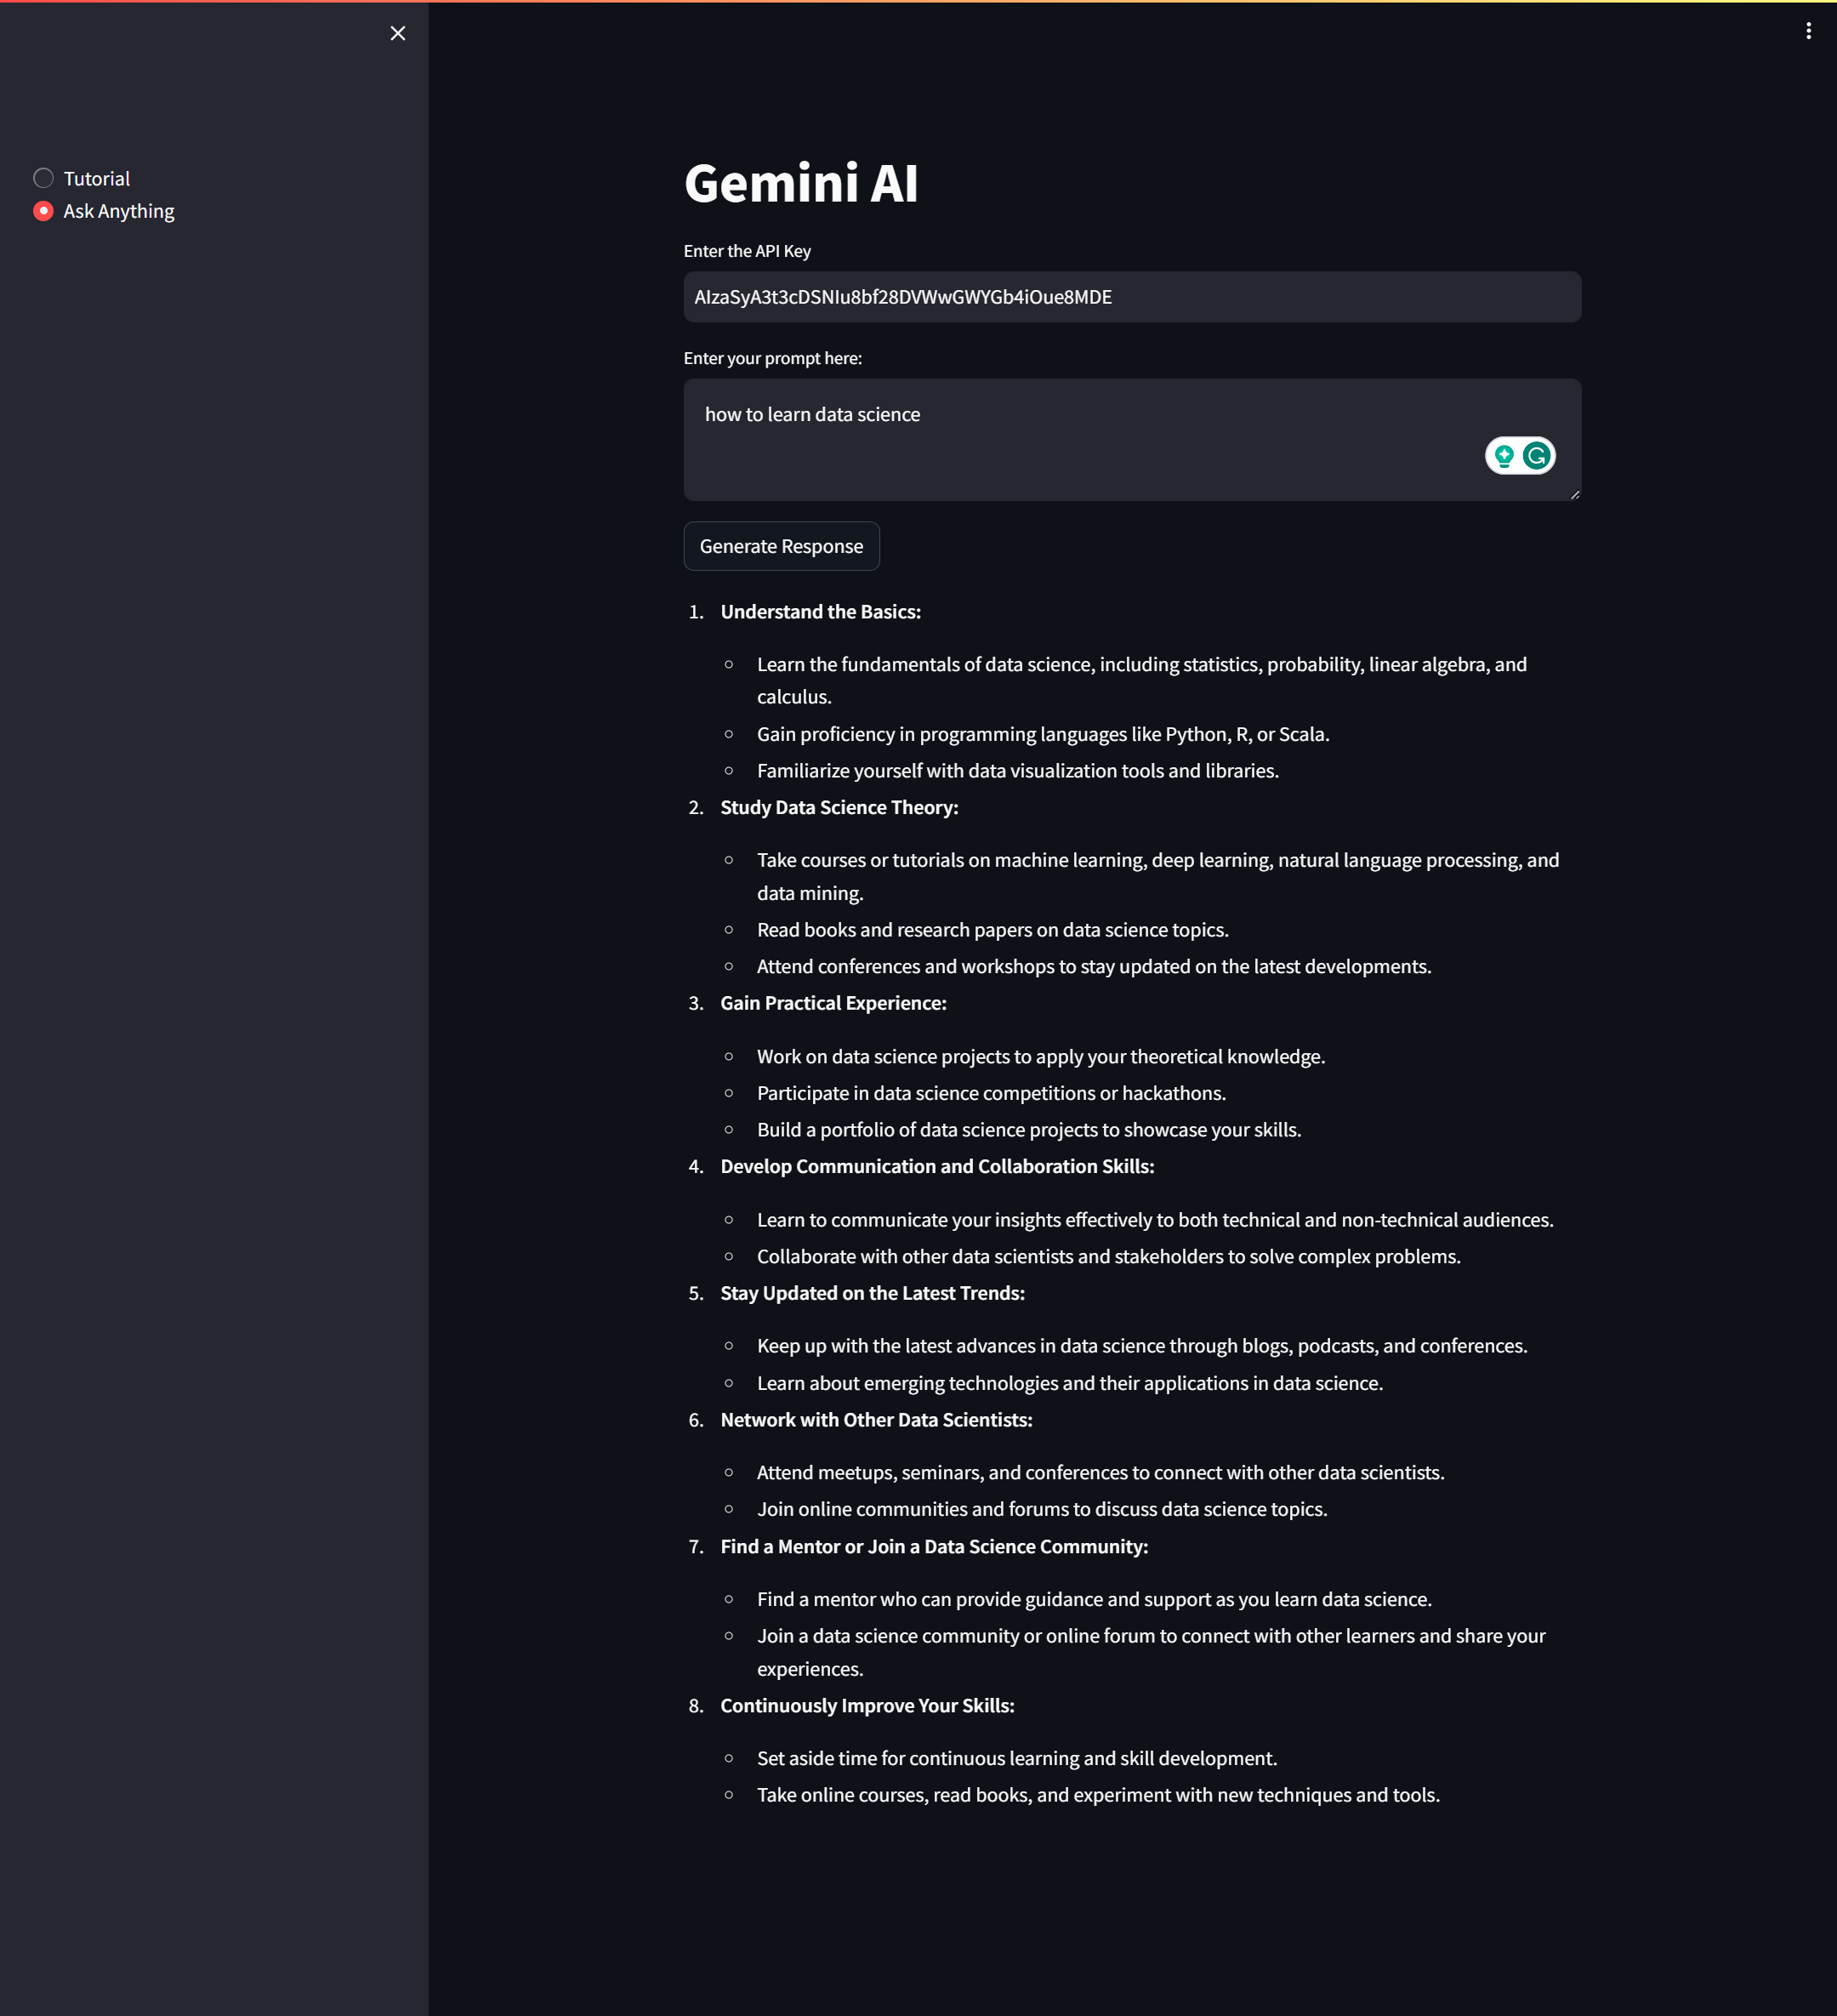 Tutorial
Ask Anything
Gemini AI
Enter the API Key
AIzaSyA3t3cDSNIu8bf28DVWwGWYGb4iOue8MDE
Enter your prompt here:
how to learn data science
Generate Response
1. Understand the Basics:
Learn the fundamentals of data science, including statistics, probability, linear algebra, and
calculus.
Gain proficiency in programming languages like Python, R, or Scala.
Familiarize yourself with data visualization tools and libraries.
2. Study Data Science Theory:
Take courses or tutorials on machine learning, deep learning, natural language processing, and
data mining.
Read books and research papers on data science topics.
Attend conferences and workshops to stay updated on the latest developments.
3. Gain Practical Experience:
Work on data science projects to apply your theoretical knowledge.
Participate in data science competitions or hackathons.
Build a portfolio of data science projects to showcase your skills.
4. Develop Communication and Collaboration Skills:
Learn to communicate your insights effectively to both technical and non-technical audiences.
Collaborate with other data scientists and stakeholders to solve complex problems.
5. Stay Updated on the Latest Trends:
Keep up with the latest advances in data science through blogs, podcasts, and conferences.
Learn about emerging technologies and their applications in data science.
6. Network with Other Data Scientists:
Attend meetups, seminars, and conferences to connect with other data scientists.
Join online communities and forums to discuss data science topics.
7. Find a Mentor or Join a Data Science Community:
Find a mentor who can provide guidance and support as you learn data science.
Join a data science community or online forum to connect with other learners and share your
experiences.
8. Continuously Improve Your Skills:
Set aside time for continuous learning and skill development.
Take online courses, read books, and experiment with new techniques and tools.